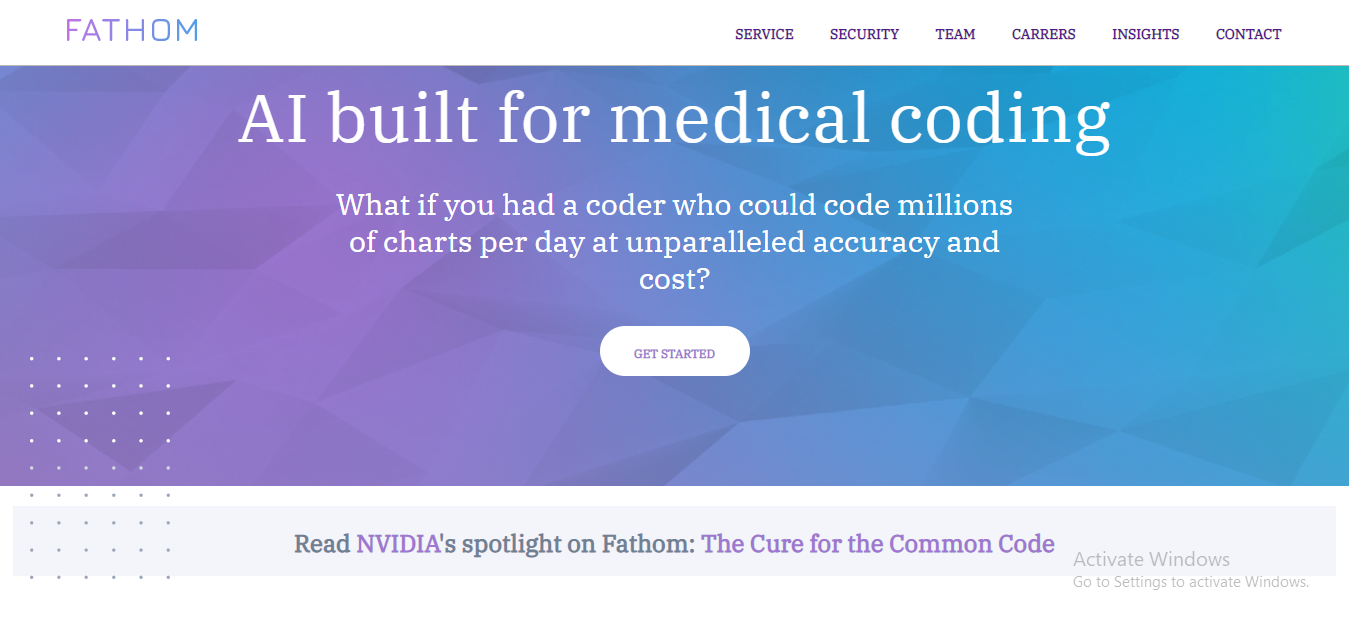 FATHOM
SERVICE SECURITY TEAM CARRERS INSIGHTS CONTACT
AI built for medical coding
What if you had a coder who could code millions
of charts per day at unparalleled accuracy and
cost?
GET STARTED
Read NVIDIA's spotlight on Fathom: The Cure for the Common Code
Activate Windows
Go to Settings to activate Windows.